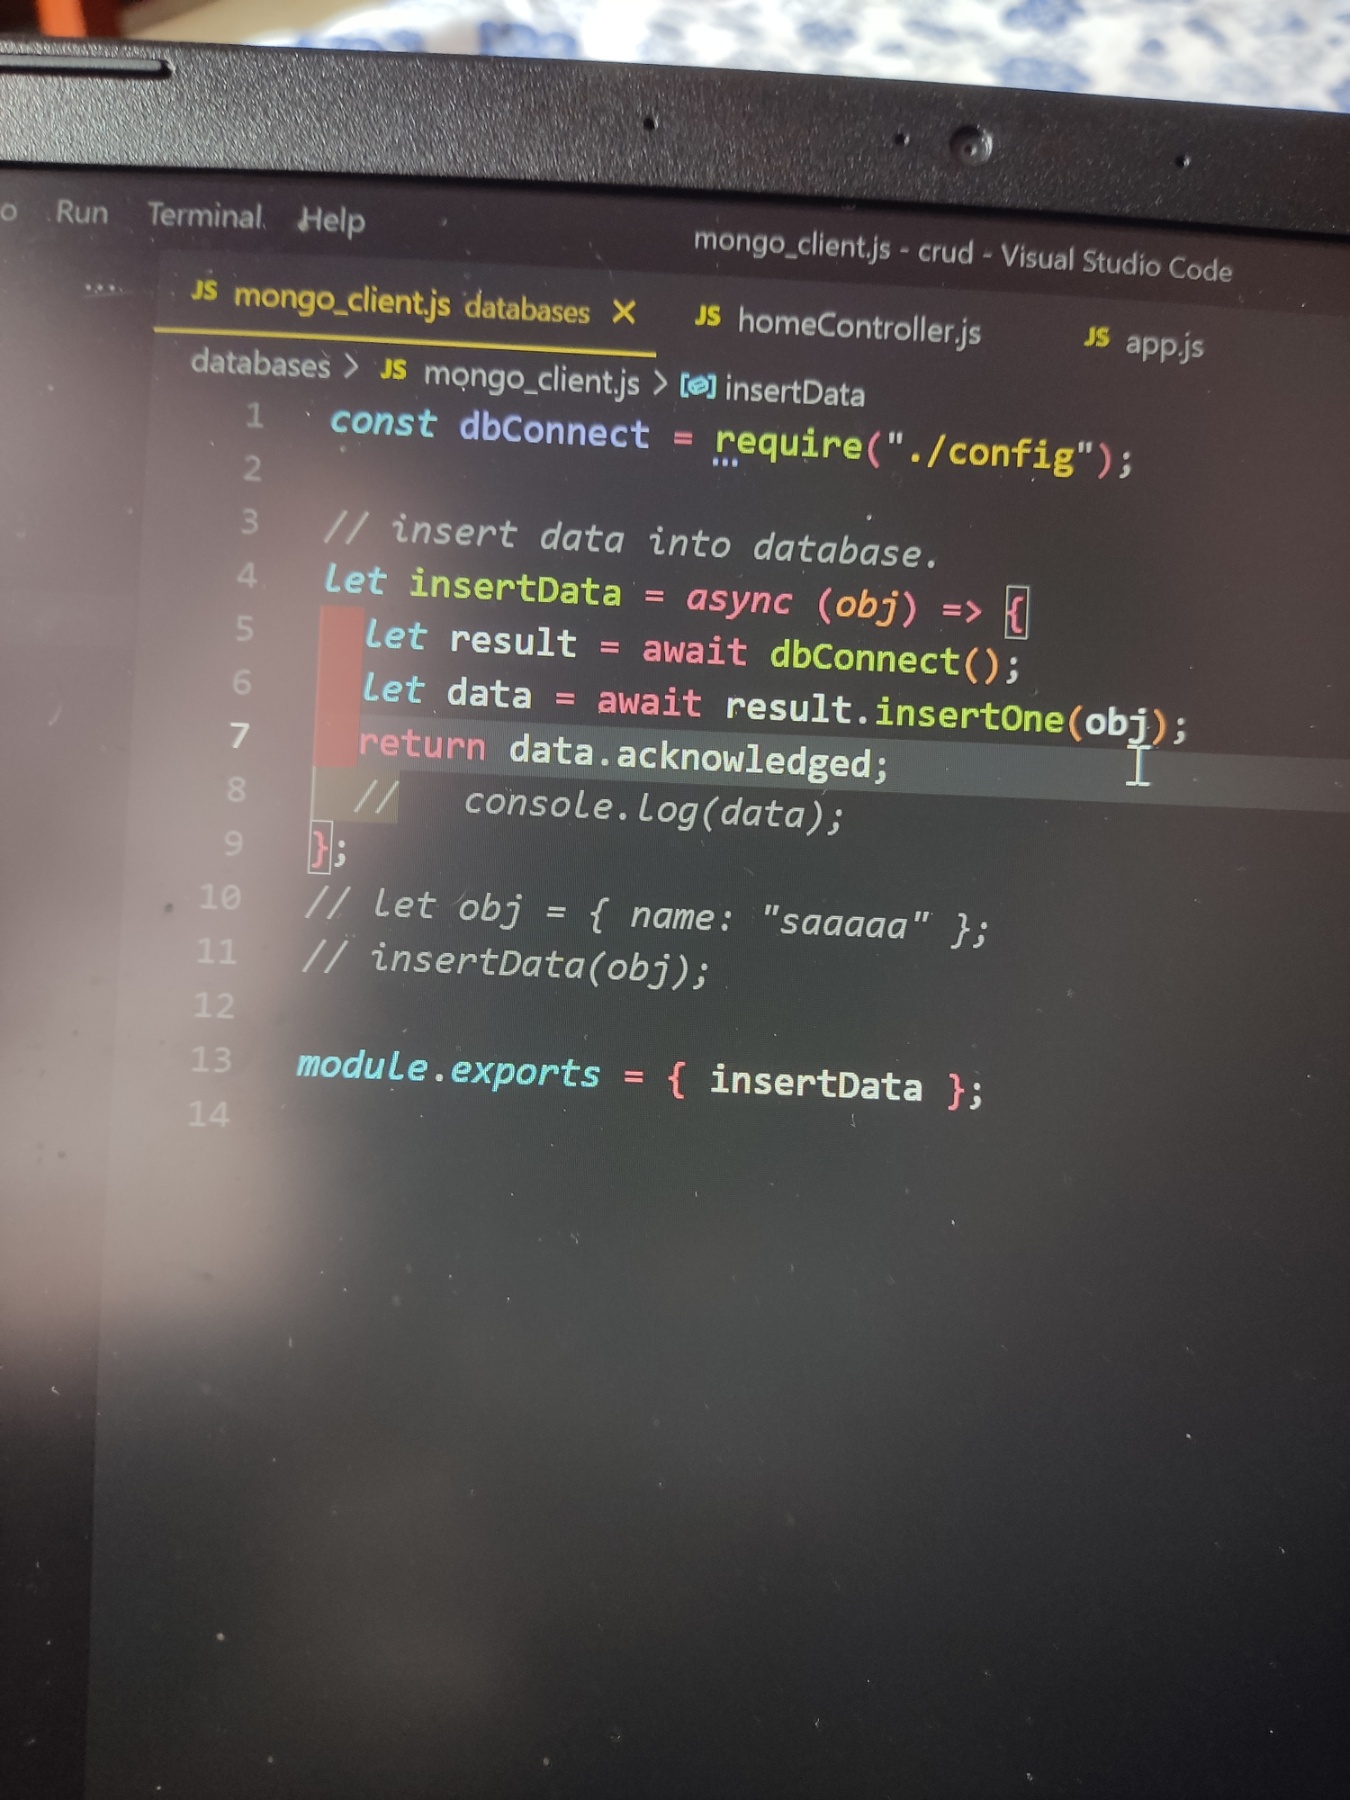 Run Terminal Help
mongo_client.js - crud - Visual Studio Code
... JS mongo_client.js databases X JS homeController.js JS app.js
databases > JS mongo_client.js > insertData
1 const dbConnect = require("./config");
2
3 // insert data into database.
4 let insertData = async (obj) => {
5 let result = await dbConnect();
6 let data = await result.insertOne(obj);
7 return data.acknowledged;
8 // console.log(data);
9 };
10 // let obj = { name: "saaaaa" };
11 // insertData(obj);
12
13 module.exports = { insertData };
14